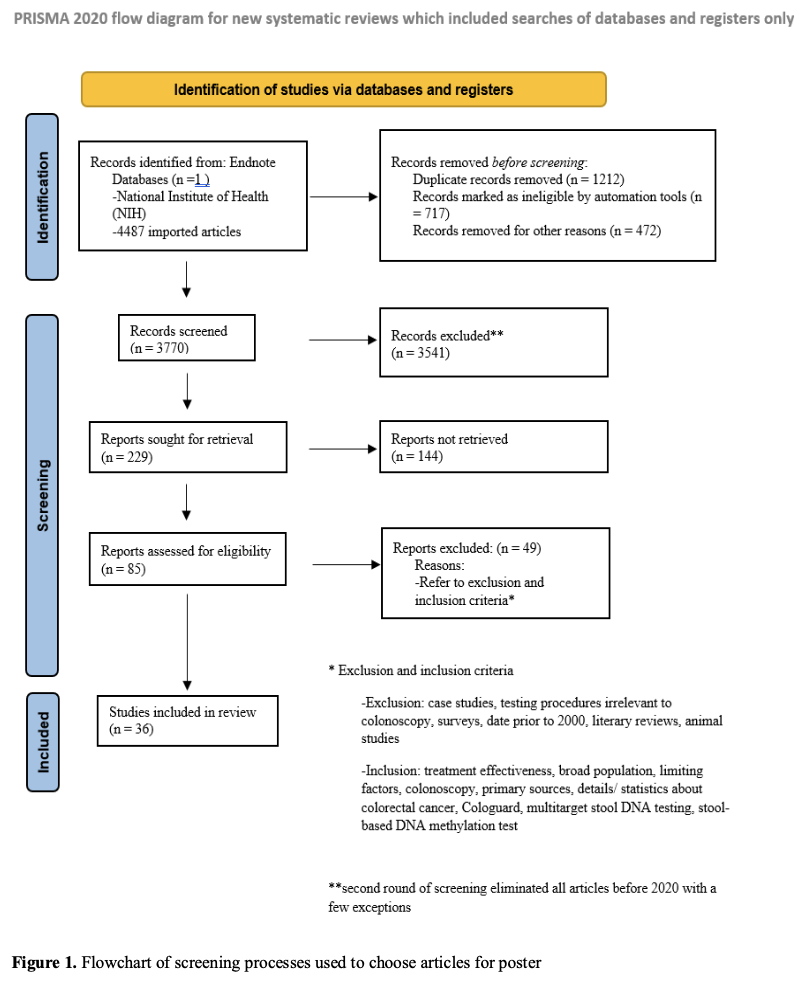 PRISMA 2020 flow diagram for new systematic reviews which included searches of databases and registers only
Identification of studies via databases and registers
Identification
Records identified from: Endnote
Databases (n =1 )
-National Institute of Health
(NIH)
-4487 imported articles
Records removed before screening:
Duplicate records removed (n = 1212)
Records marked as ineligible by automation tools (n
= 717)
Records removed for other reasons (n = 472)
Screening
Records screened
(n = 3770)
Records excluded**
(n = 3541)
Reports sought for retrieval
(n = 229)
Reports not retrieved
(n = 144)
Reports assessed for eligibility
(n = 85)
Reports excluded: (n = 49)
Reasons:
-Refer to exclusion and
inclusion criteria*
Included
Studies included in review
(n = 36)
* Exclusion and inclusion criteria
-Exclusion: case studies, testing procedures irrelevant to
colonoscopy, surveys, date prior to 2000, literary reviews, animal
studies
-Inclusion: treatment effectiveness, broad population, limiting
factors, colonoscopy, primary sources, details/ statistics about
colorectal cancer, Cologuard, multitarget stool DNA testing, stool-
based DNA methylation test
**second round of screening eliminated all articles before 2020 with a
few exceptions
Figure 1. Flowchart of screening processes used to choose articles for poster